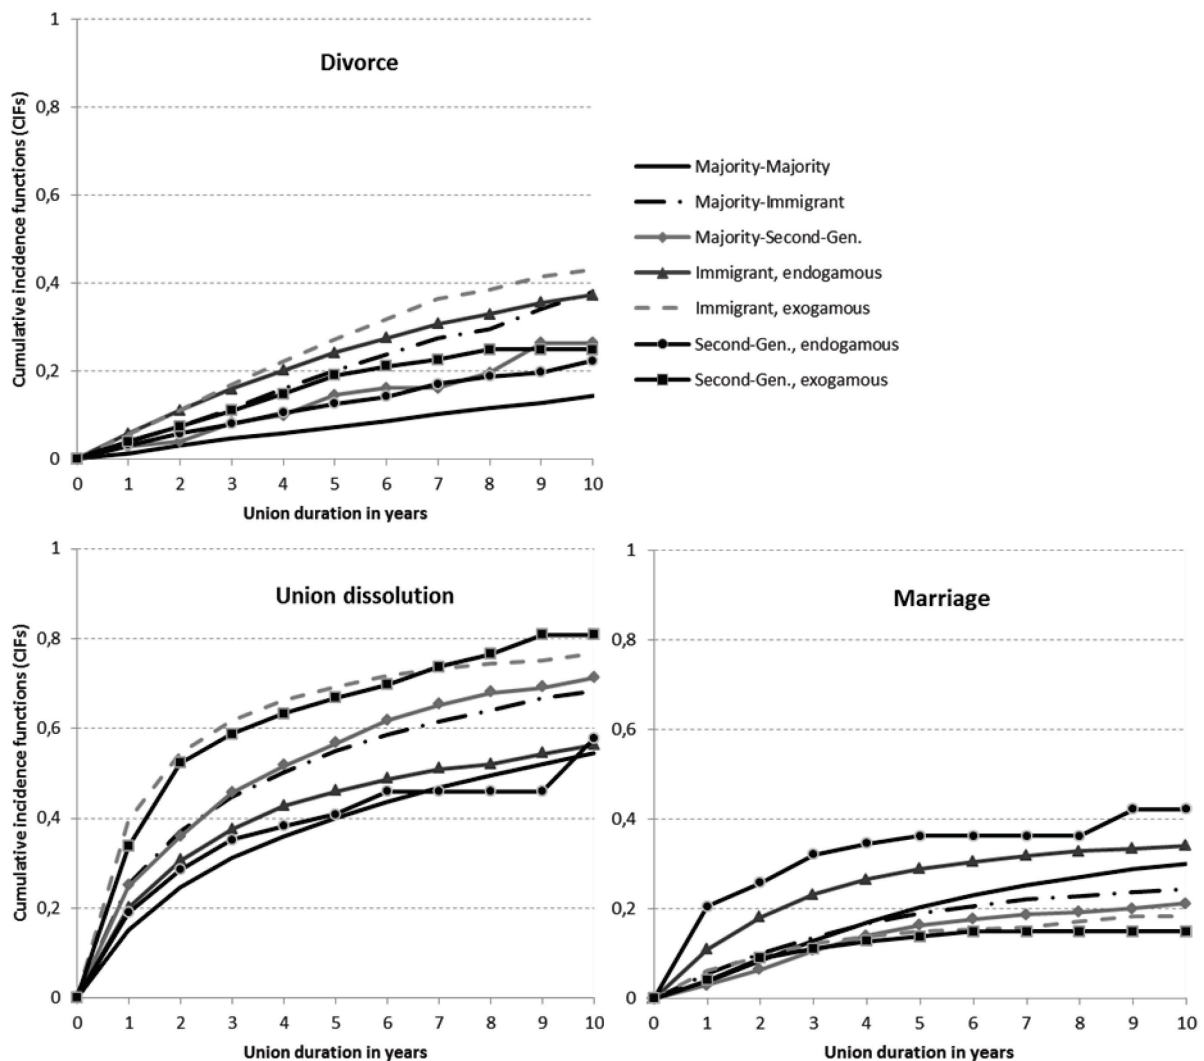 Divorce
Cumulative incidence functions (CIFs)
1
0,8
0,6
0,4
0,2
0
0 1 2 3 4 5 6 7 8 9 10
Union duration in years
Majority-Majority
Majority-Immigrant
Majority-Second-Gen.
Immigrant, endogamous
Immigrant, exogamous
Second-Gen., endogamous
Second-Gen., exogamous
Union dissolution
Cumulative incidence functions (CIFs)
1
0,8
0,6
0,4
0,2
0
0 1 2 3 4 5 6 7 8 9 10
Union duration in years
Marriage
1
0,8
0,6
0,4
0,2
0
0 1 2 3 4 5 6 7 8 9 10
Union duration in years